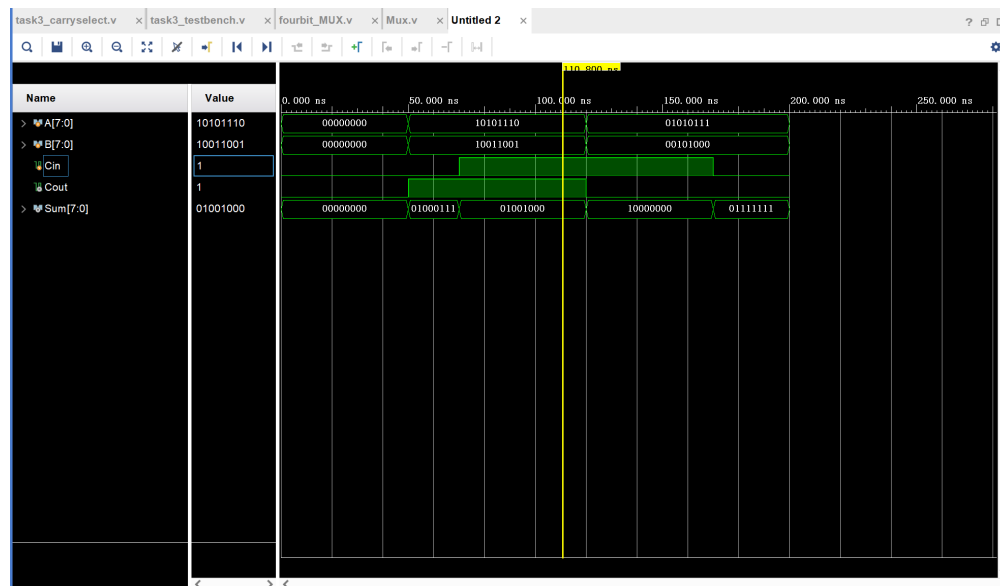 task3_carryselect.v × task3_testbench.v × fourbit_MUX.v × Mux.v × Untitled 2 ×
?
110.800 ns
Name Value 0.000 ns 50.000 ns 100.000 ns 150.000 ns 200.000 ns 250.000 ns
A[7:0] 10101110 00000000 10101110 01010111
B[7:0] 10011001 00000000 10011001 00101000
Cin 1
Cout 1
Sum[7:0] 01001000 00000000 01000111 01001000 10000000 01111111